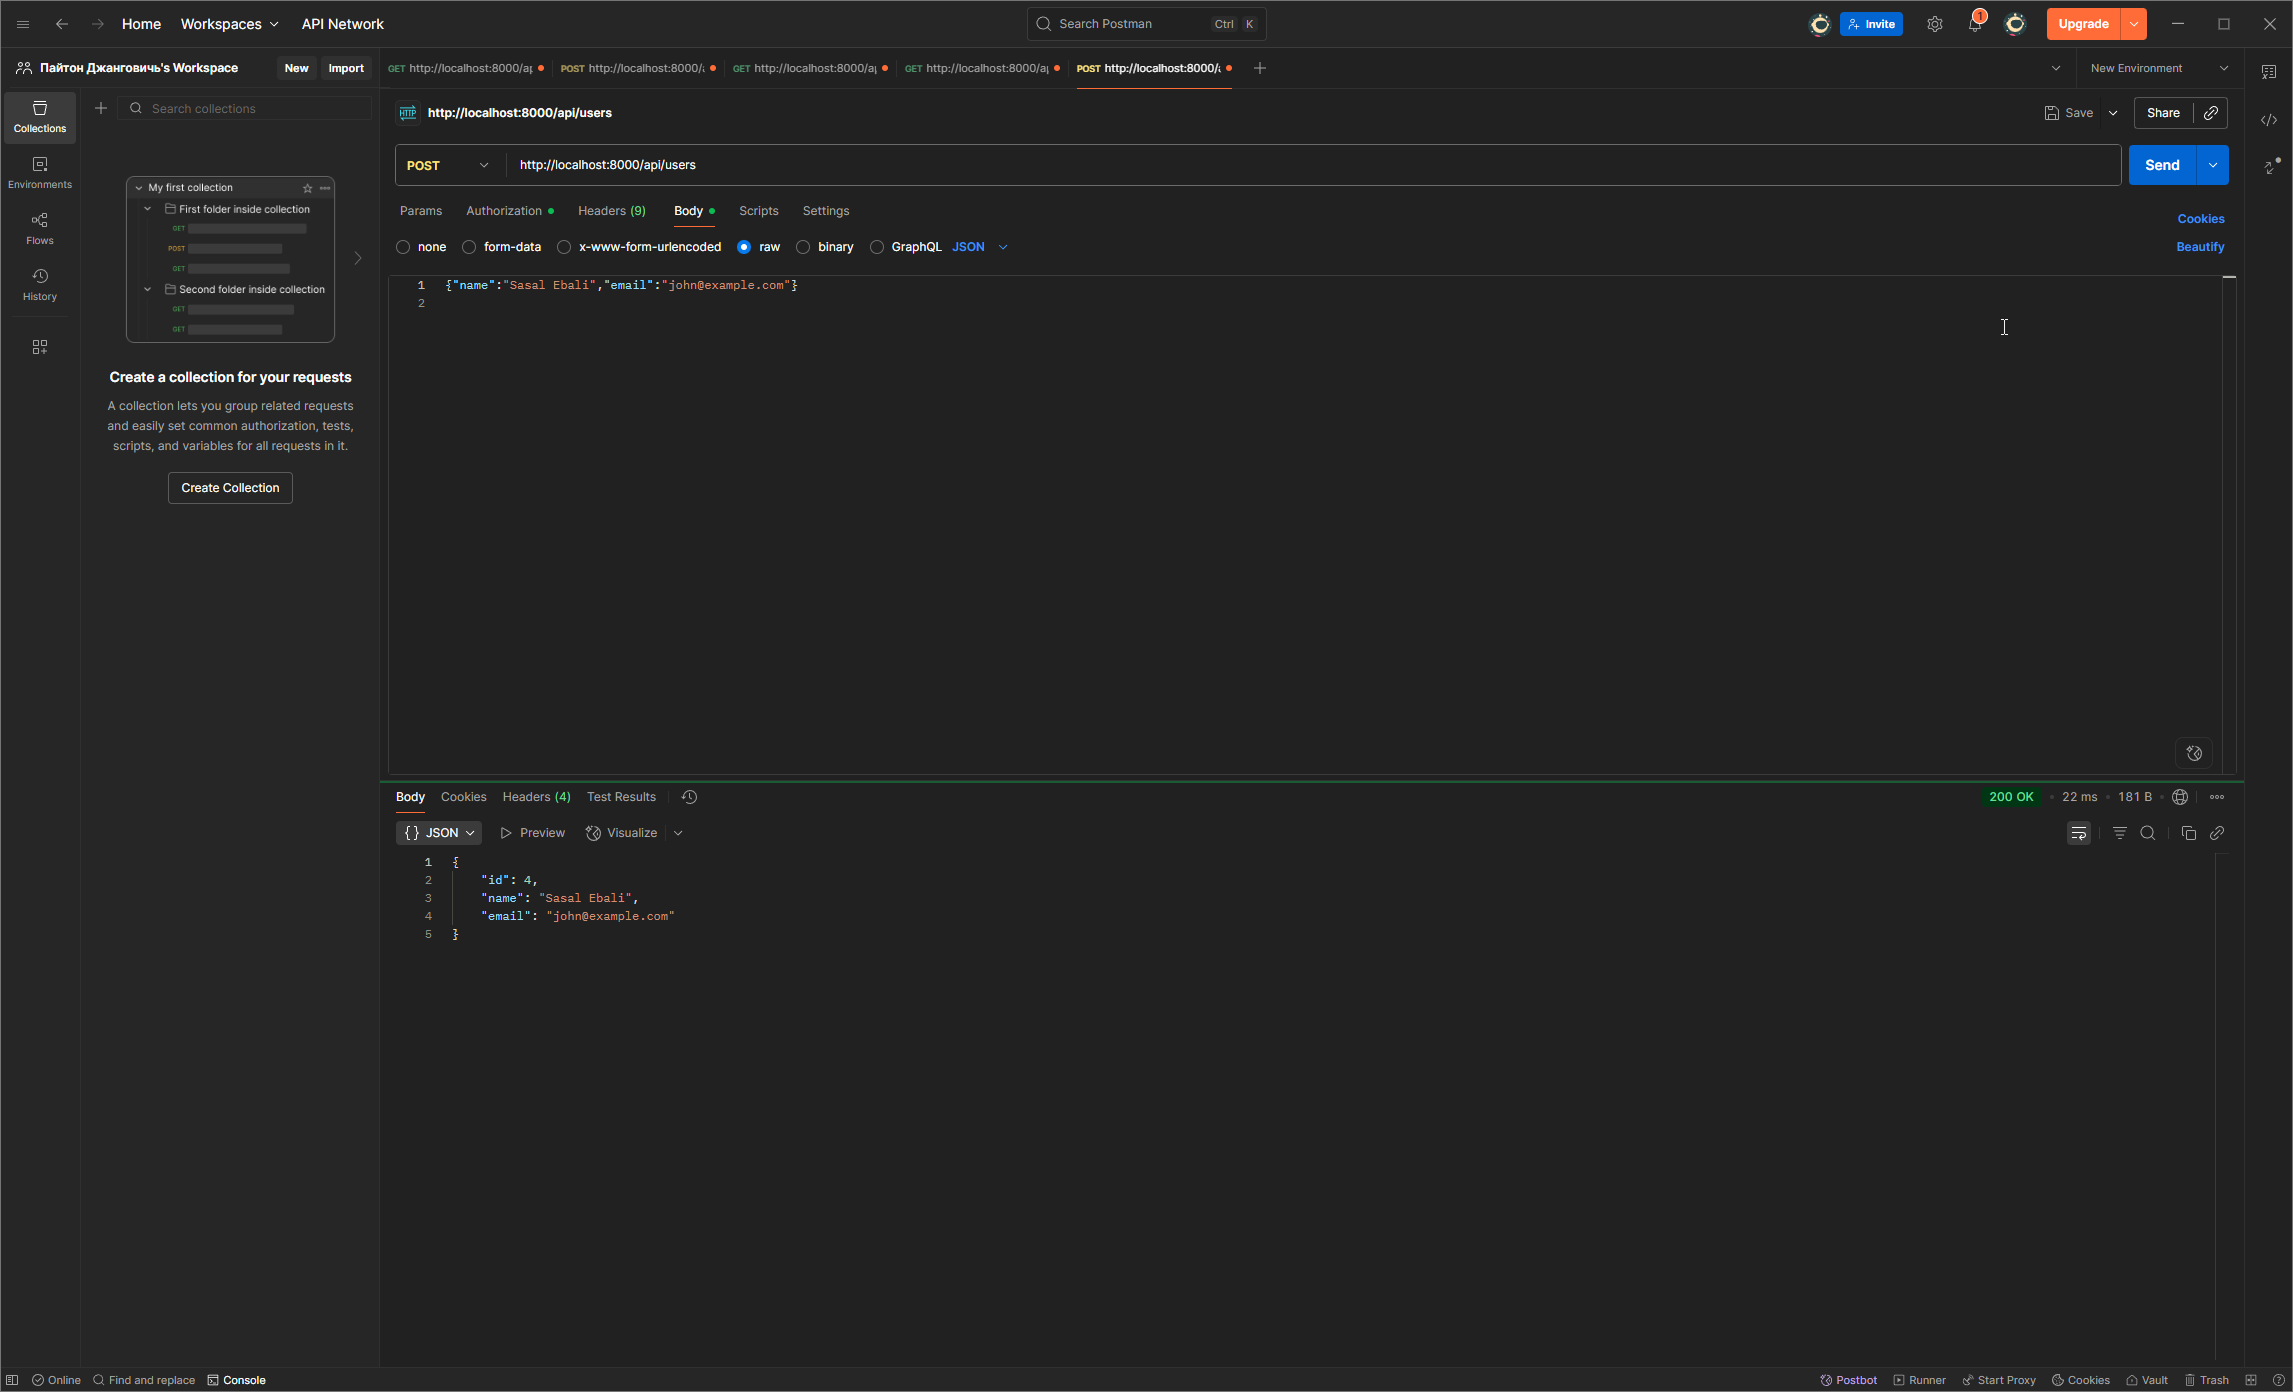 Home Workspaces API Network Search Postman Ctrl K Invite 1 Upgrade
Пайтон Джанговичь's Workspace New Import GET http://localhost:8000/ap POST http://localhost:8000/a GET http://localhost:8000/ap GET http://localhost:8000/ap POST http://localhost:8000/a New Environment
Collections
Environments
Flows
History
Search collections
My first collection
First folder inside collection
GET
POST
GET
Second folder inside collection
GET
GET
Create a collection for your requests
A collection lets you group related requests
and easily set common authorization, tests,
scripts, and variables for all requests in it.
Create Collection
HTTP http://localhost:8000/api/users Save Share
POST http://localhost:8000/api/users Send
Params Authorization Headers (9) Body Scripts Settings Cookies
none form-data x-www-form-urlencoded raw binary GraphQL JSON Beautify
1 {"name":"Sasal Ebali","email":"john@example.com"}
2
Body Cookies Headers (4) Test Results 200 OK 22 ms 181 B
{} JSON Preview Visualize
1 {
2 "id": 4,
3 "name": "Sasal Ebali",
4 "email": "john@example.com"
5 }
Online Find and replace Console Postbot Runner Start Proxy Cookies Vault Trash